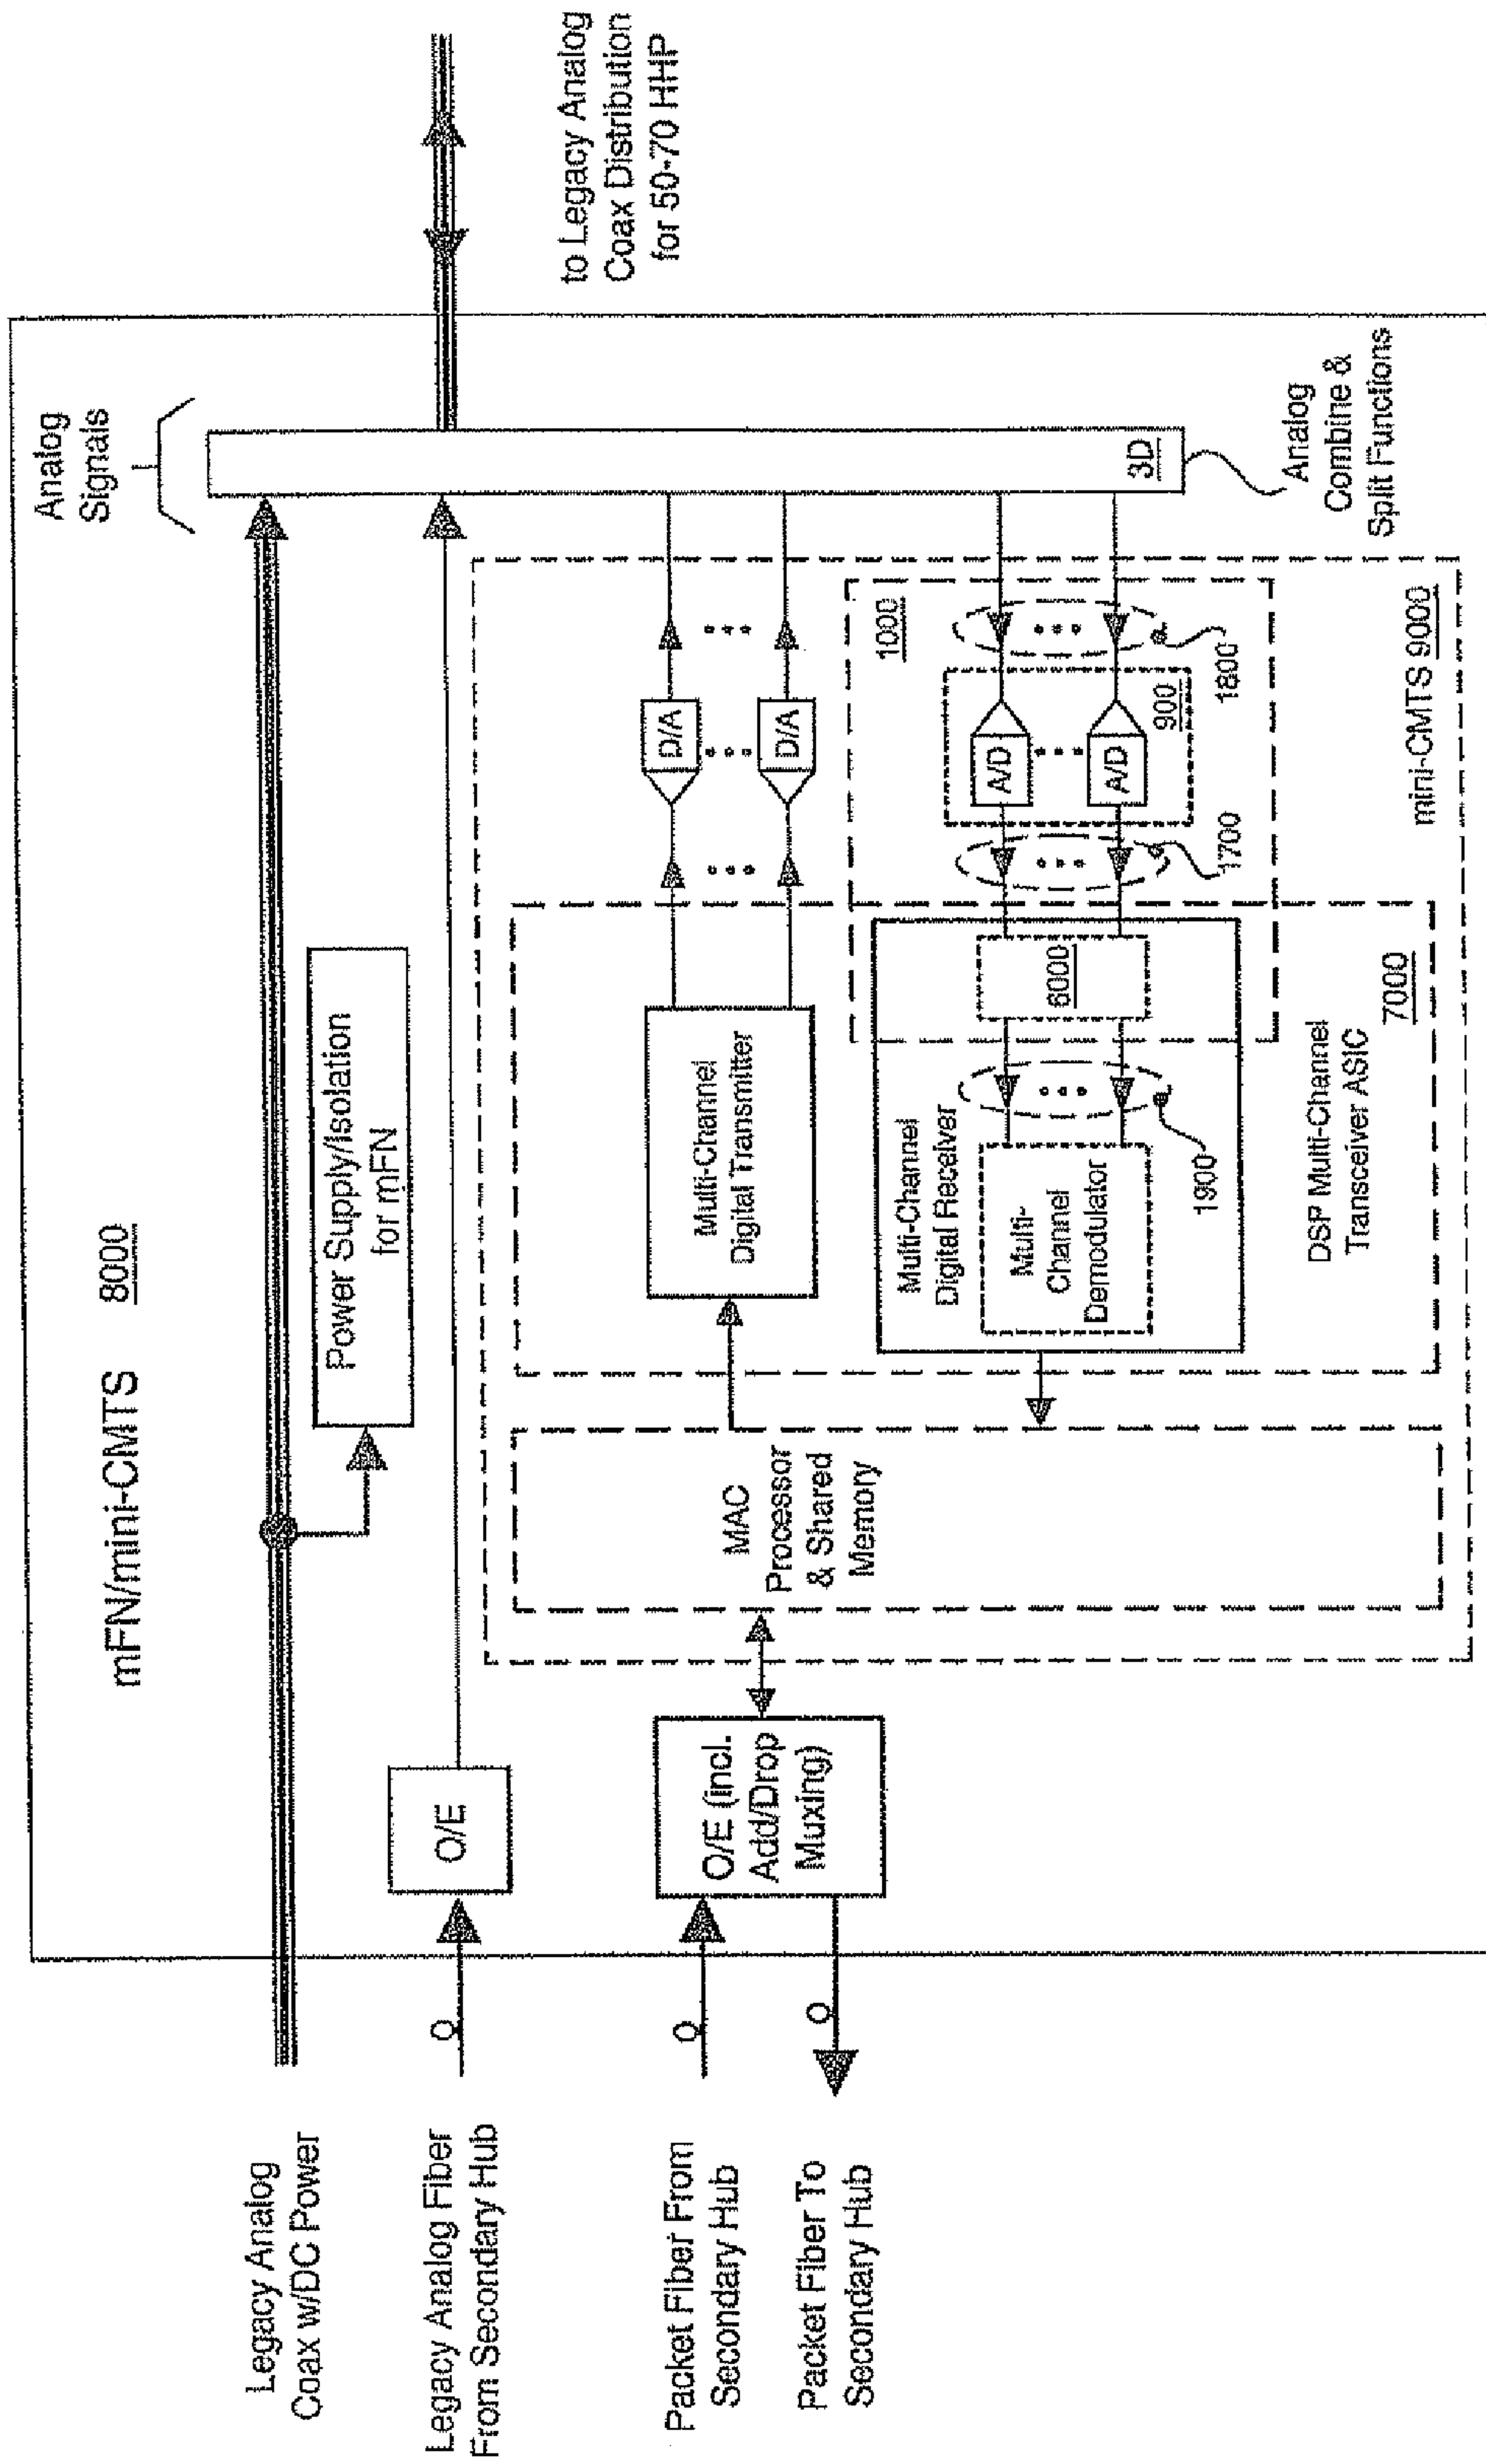 mFN/mini-CMTS 8000
Analog
Signals
Legacy Analog
Coax w/DC Power
Power Supply/Isolation
for mFN
to Legacy Analog
Coax Distribution
for 50-70 HHP
Legacy Analog Fiber
From Secondary Hub
O/E
Packet Fiber From
Secondary Hub
Packet Fiber To
Secondary Hub
O/E (incl.
Add/Drop
Muxing)
MAC
Processor
& Shared
Memory
Multi-Channel
Digital Transmitter
D/A
D/A
1000
Multi-Channel
Digital Receiver
Multi-
Channel
Demodulator
1900
6000
A/D
A/D
900
1700
1800
DSP Multi-Channel
Transceiver ASIC
7000
mini-CMTS 9000
3D
Analog
Combine &
Split Functions